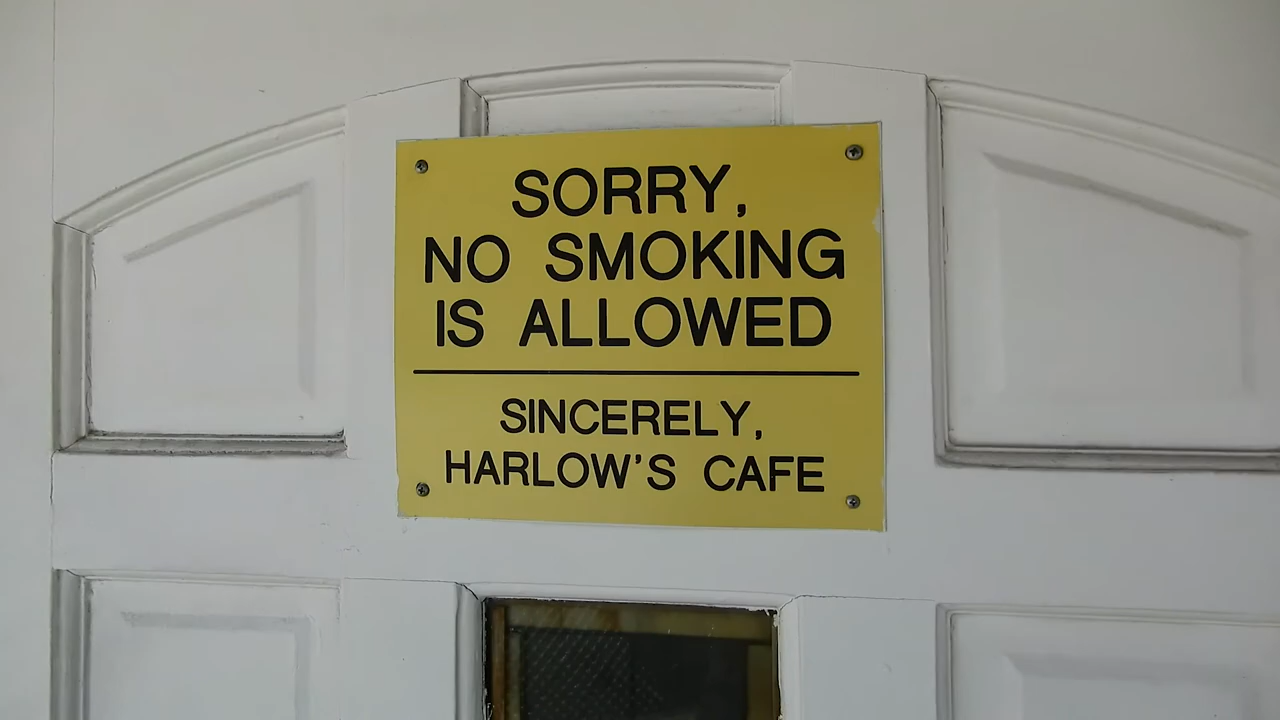 SORRY,
NO SMOKING
IS ALLOWED
SINCERELY,
HARLOW'S CAFE